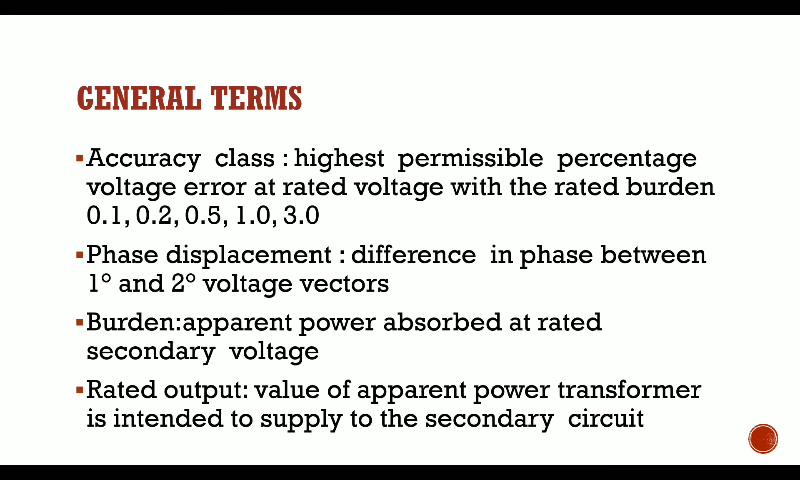 GENERAL TERMS
▪Accuracy class : highest permissible percentage
voltage error at rated voltage with the rated burden
0.1, 0.2, 0.5, 1.0, 3.0
▪Phase displacement : difference in phase between
1° and 2° voltage vectors
▪Burden:apparent power absorbed at rated
secondary voltage
▪Rated output: value of apparent power transformer
is intended to supply to the secondary circuit